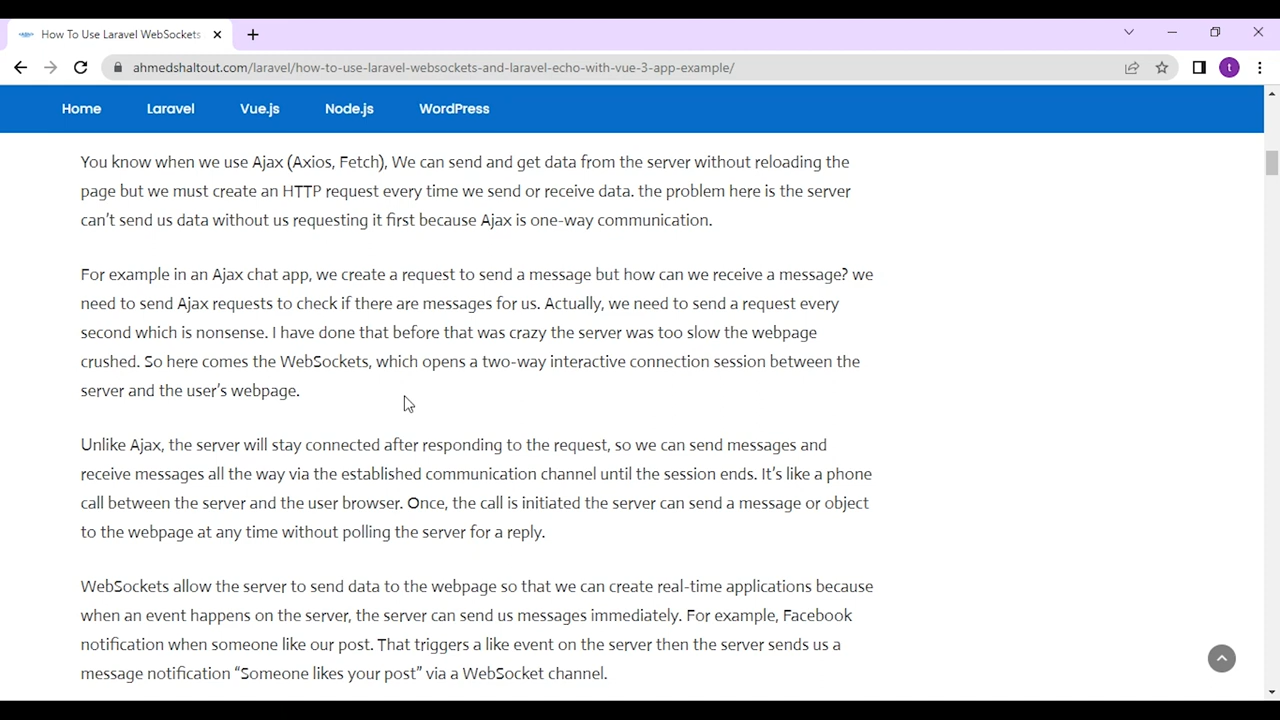 How To Use Laravel WebSockets
ahmedshaltout.com/laravel/how-to-use-laravel-websockets-and-laravel-echo-with-vue-3-app-example/
t
Home Laravel Vue.js Node.js WordPress
You know when we use Ajax (Axios, Fetch), We can send and get data from the server without reloading the
page but we must create an HTTP request every time we send or receive data. the problem here is the server
can't send us data without us requesting it first because Ajax is one-way communication.
For example in an Ajax chat app, we create a request to send a message but how can we receive a message? we
need to send Ajax requests to check if there are messages for us. Actually, we need to send a request every
second which is nonsense. I have done that before that was crazy the server was too slow the webpage
crushed. So here comes the WebSockets, which opens a two-way interactive connection session between the
server and the user's webpage.
Unlike Ajax, the server will stay connected after responding to the request, so we can send messages and
receive messages all the way via the established communication channel until the session ends. It's like a phone
call between the server and the user browser. Once, the call is initiated the server can send a message or object
to the webpage at any time without polling the server for a reply.
WebSockets allow the server to send data to the webpage so that we can create real-time applications because
when an event happens on the server, the server can send us messages immediately. For example, Facebook
notification when someone like our post. That triggers a like event on the server then the server sends us a
message notification “Someone likes your post” via a WebSocket channel.